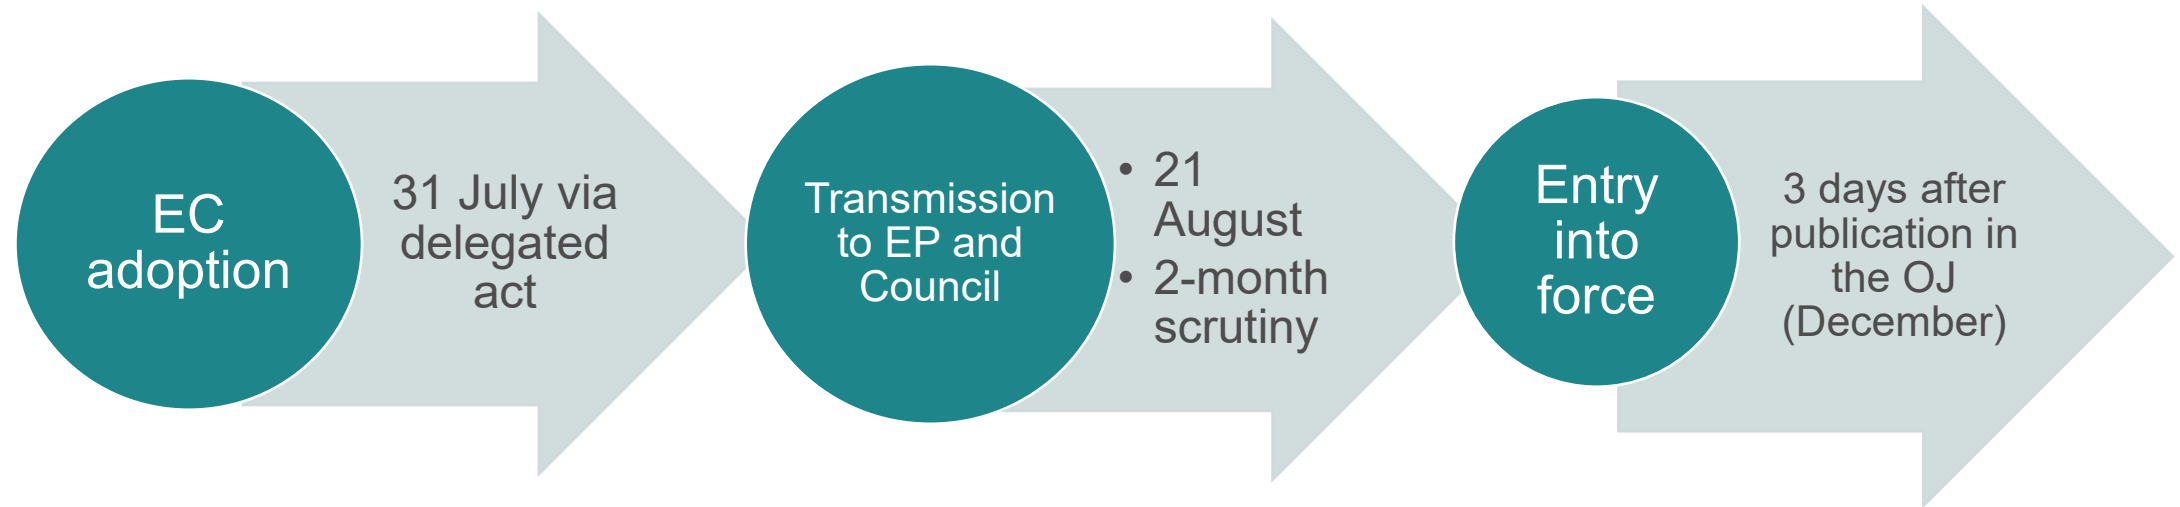 EC
adoption
31 July via
delegated
act
Transmission
to EP and
Council
• 21
August
• 2-month
scrutiny
Entry
into
force
3 days after
publication in
the OJ
(December)